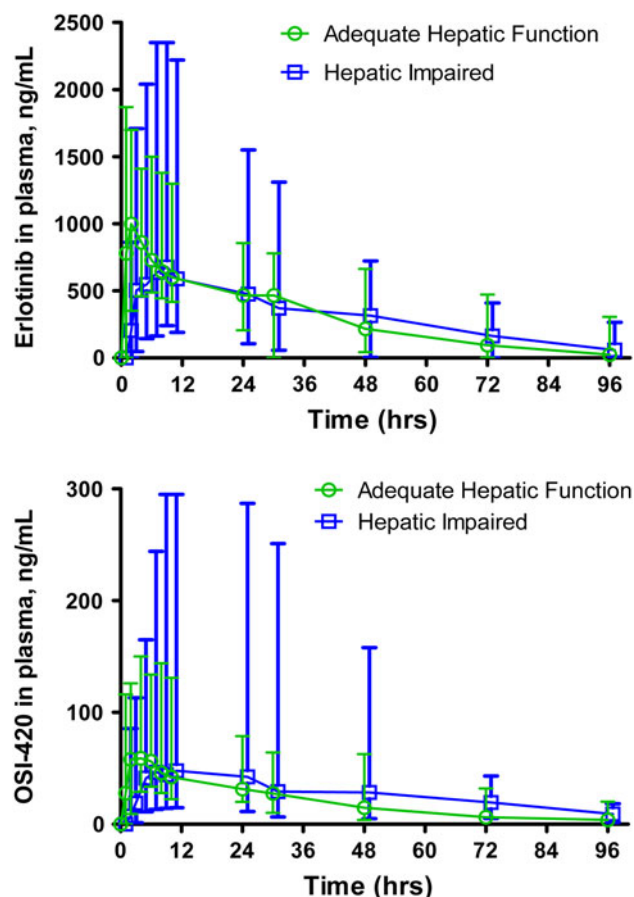 Erlotinib in plasma, ng/mL
2500
2000
1500
1000
500
0
Adequate Hepatic Function
Hepatic Impaired
0 12 24 36 48 60 72 84 96
Time (hrs)
OSI-420 in plasma, ng/mL
300
200
100
0
Adequate Hepatic Function
Hepatic Impaired
0 12 24 36 48 60 72 84 96
Time (hrs)